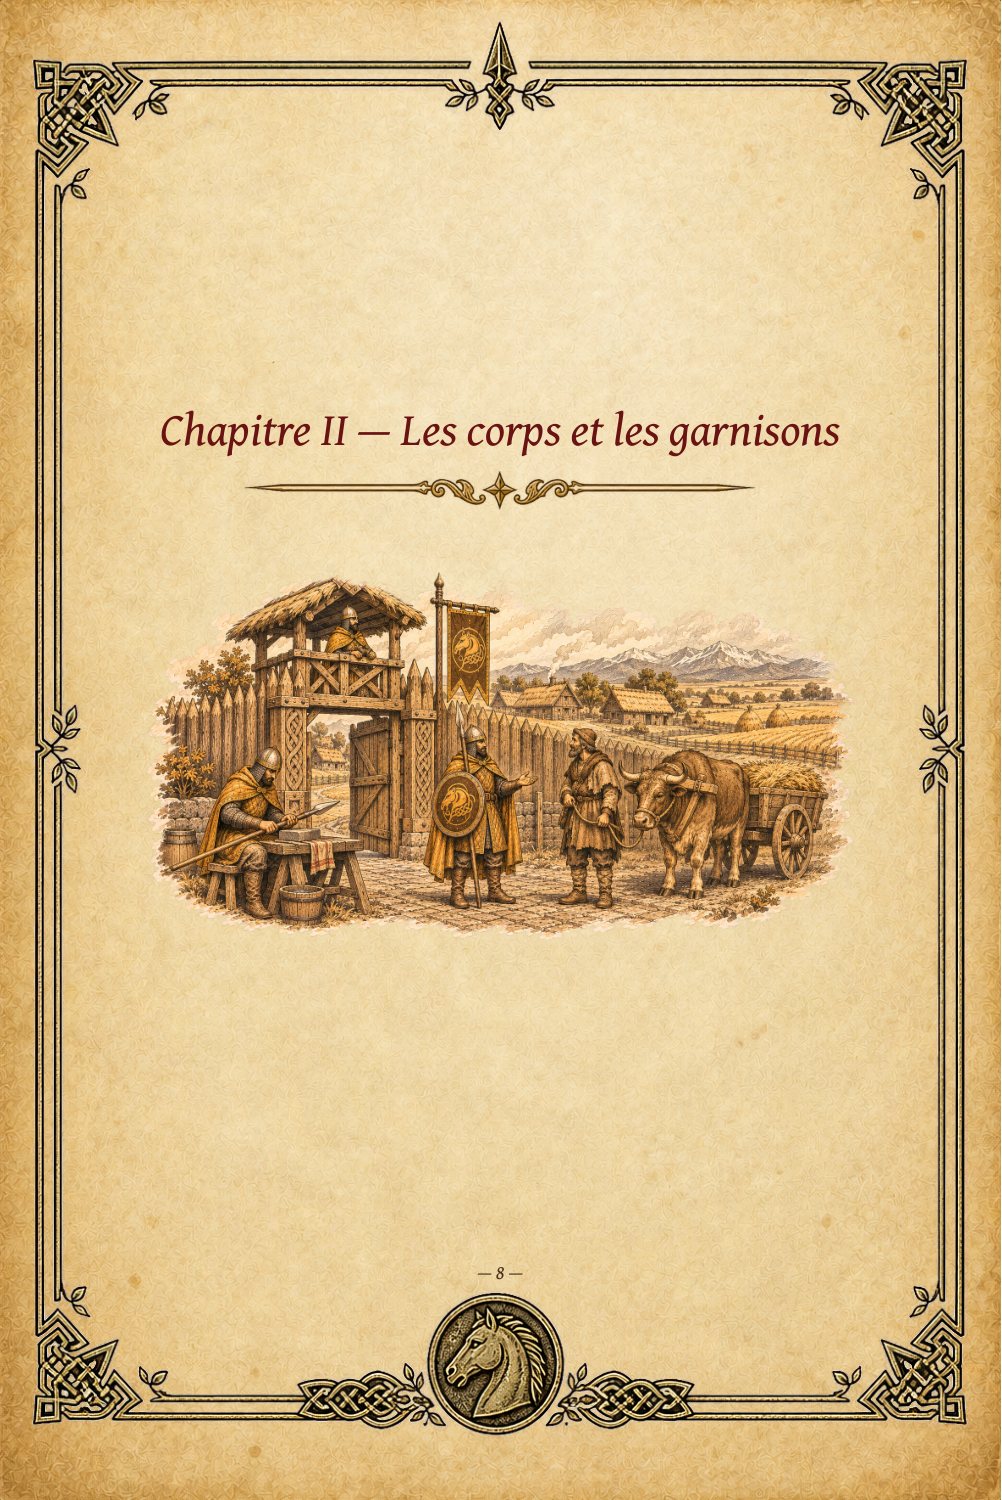 Chapitre II — Les corps et les garnisons
— 8 —